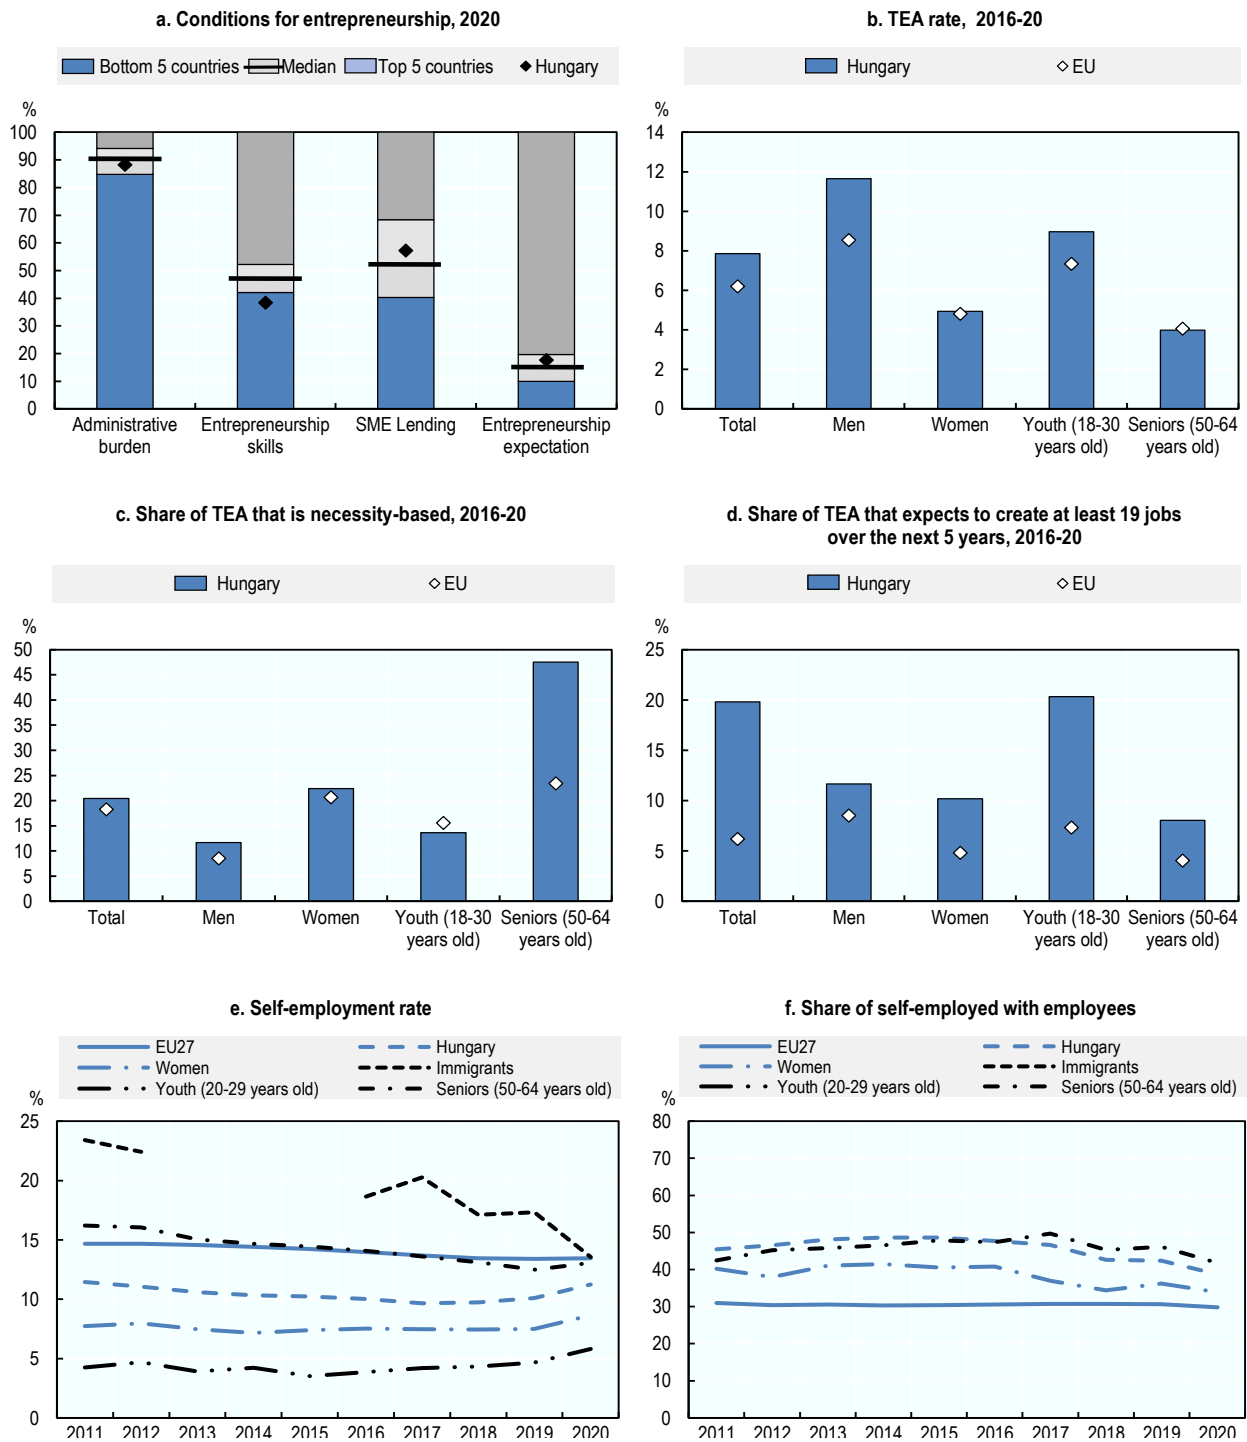 a. Conditions for entrepreneurship, 2020
Bottom 5 countries Median Top 5 countries Hungary
%
100
90
80
70
60
50
40
30
20
10
0
Administrative burden
Entrepreneurship skills
SME Lending
Entrepreneurship expectation
b. TEA rate, 2016-20
Hungary EU
%
14
12
10
8
6
4
2
0
Total
Men
Women
Youth (18-30 years old)
Seniors (50-64 years old)
c. Share of TEA that is necessity-based, 2016-20
Hungary EU
%
50
45
40
35
30
25
20
15
10
5
0
Total
Men
Women
Youth (18-30 years old)
Seniors (50-64 years old)
d. Share of TEA that expects to create at least 19 jobs
over the next 5 years, 2016-20
Hungary EU
%
25
20
15
10
5
0
Total
Men
Women
Youth (18-30 years old)
Seniors (50-64 years old)
e. Self-employment rate
EU27 Hungary
Women Immigrants
Youth (20-29 years old) Seniors (50-64 years old)
%
25
20
15
10
5
0
2011 2012 2013 2014 2015 2016 2017 2018 2019 2020
f. Share of self-employed with employees
EU27 Hungary
Women Immigrants
Youth (20-29 years old) Seniors (50-64 years old)
%
80
70
60
50
40
30
20
10
0
2011 2012 2013 2014 2015 2016 2017 2018 2019 2020